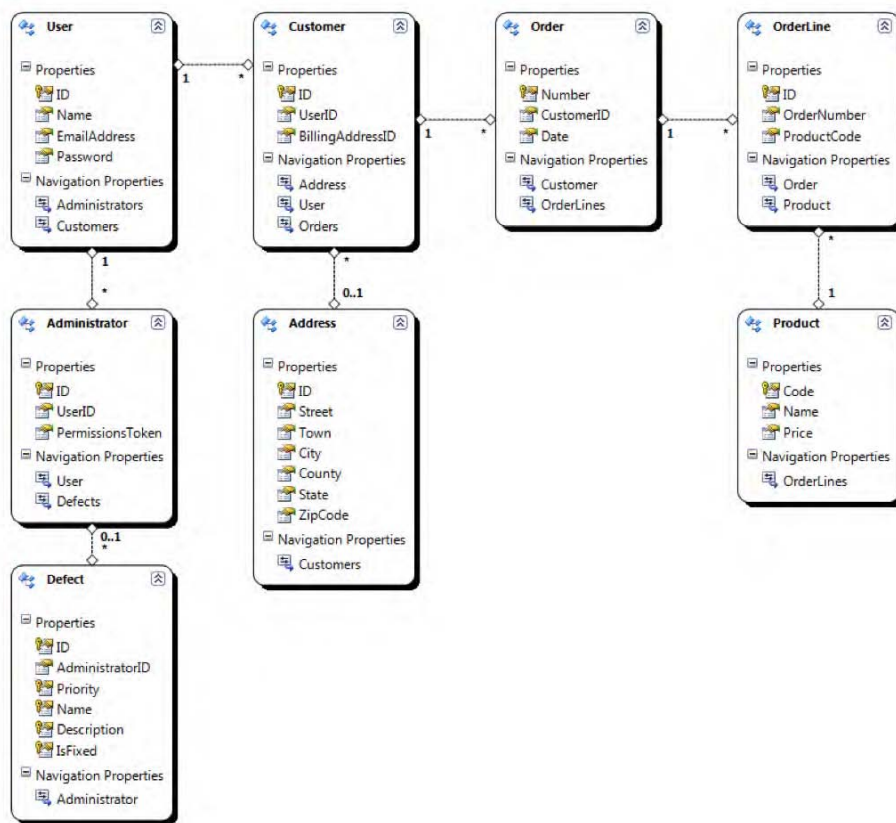 User
Properties
ID
Name
EmailAddress
Password
Navigation Properties
Administrators
Customers
1
*
Customer
Properties
ID
UserID
BillingAddressID
Navigation Properties
Address
User
Orders
1
*
Order
Properties
Number
CustomerID
Date
Navigation Properties
Customer
OrderLines
1
*
OrderLine
Properties
ID
OrderNumber
ProductCode
Navigation Properties
Order
Product
1
*
Administrator
Properties
ID
UserID
PermissionsToken
Navigation Properties
User
Defects
*
0..1
Address
Properties
ID
Street
Town
City
County
State
ZipCode
Navigation Properties
Customers
*
1
Product
Properties
Code
Name
Price
Navigation Properties
OrderLines
0..1
*
Defect
Properties
ID
AdministratorID
Priority
Name
Description
IsFixed
Navigation Properties
Administrator